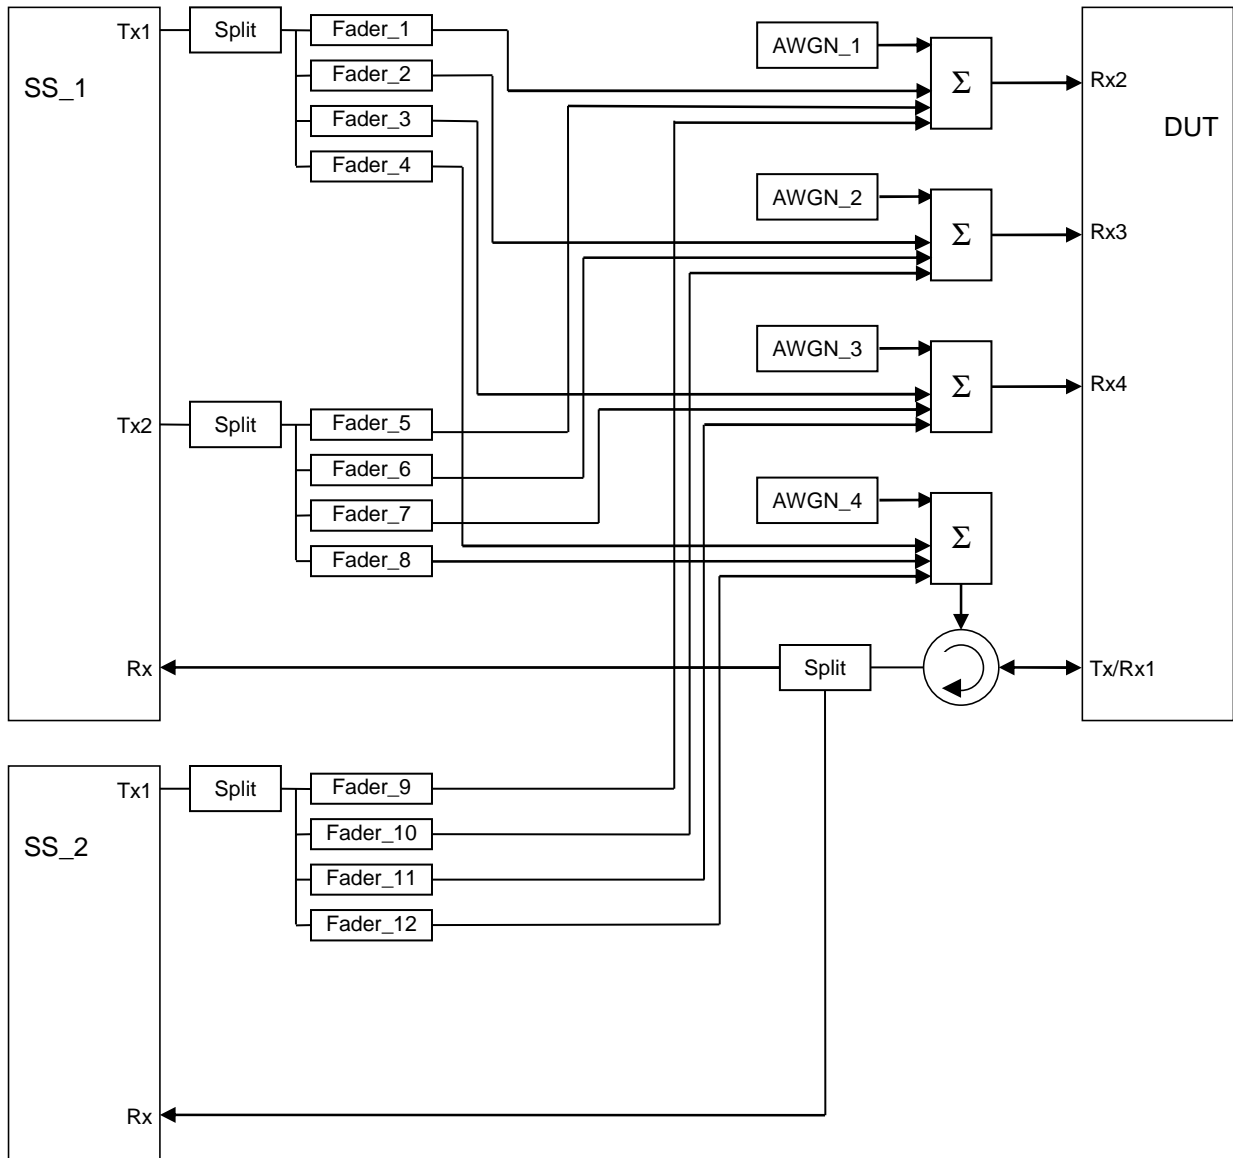 SS_1
Tx1
Split
Fader_1
Fader_2
Fader_3
Fader_4
AWGN_1
Σ
Rx2
DUT
AWGN_2
Σ
Rx3
AWGN_3
Σ
Rx4
Tx2
Split
Fader_5
Fader_6
Fader_7
Fader_8
AWGN_4
Σ
Rx
Split
Tx/Rx1
SS_2
Tx1
Split
Fader_9
Fader_10
Fader_11
Fader_12
Rx